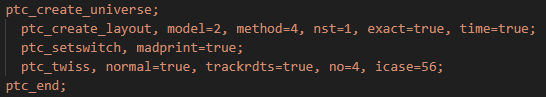 ptc_create_universe;
ptc_create_layout, model=2, method=4, nst=1, exact=true, time=true;
ptc_setswitch, madprint=true;
ptc_twiss, normal=true, trackrdts=true, no=4, icase=56;
ptc_end;